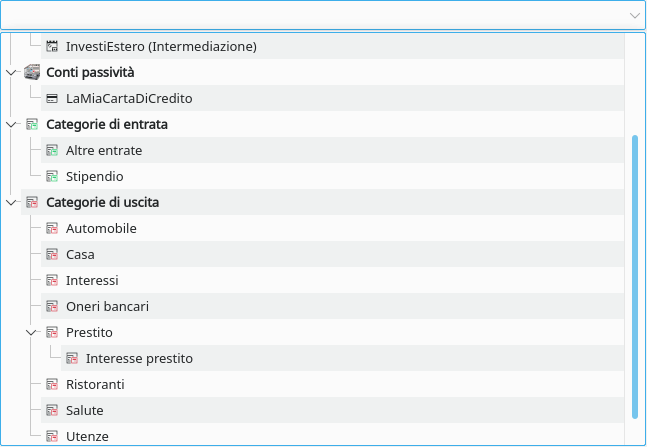 InvestiEstero (Intermediazione)
Conti passività
LaMiaCartaDiCredito
Categorie di entrata
Altre entrate
Stipendio
Categorie di uscita
Automobile
Casa
Interessi
Oneri bancari
Prestito
Interesse prestito
Ristoranti
Salute
Utenze